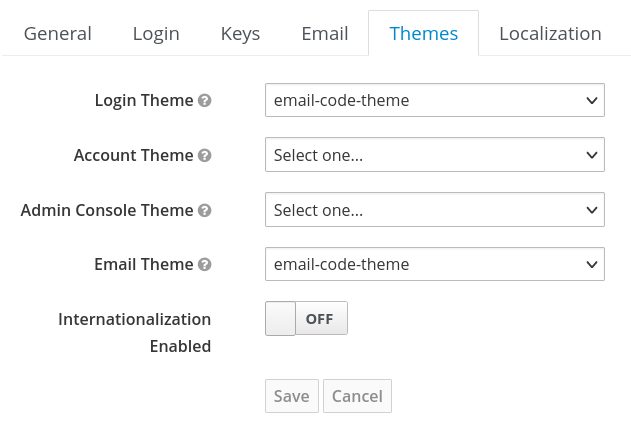 General Login Keys Email Themes Localization
Login Theme ? email-code-theme
Account Theme ? Select one...
Admin Console Theme ? Select one...
Email Theme ? email-code-theme
Internationalization
Enabled
OFF
Save Cancel